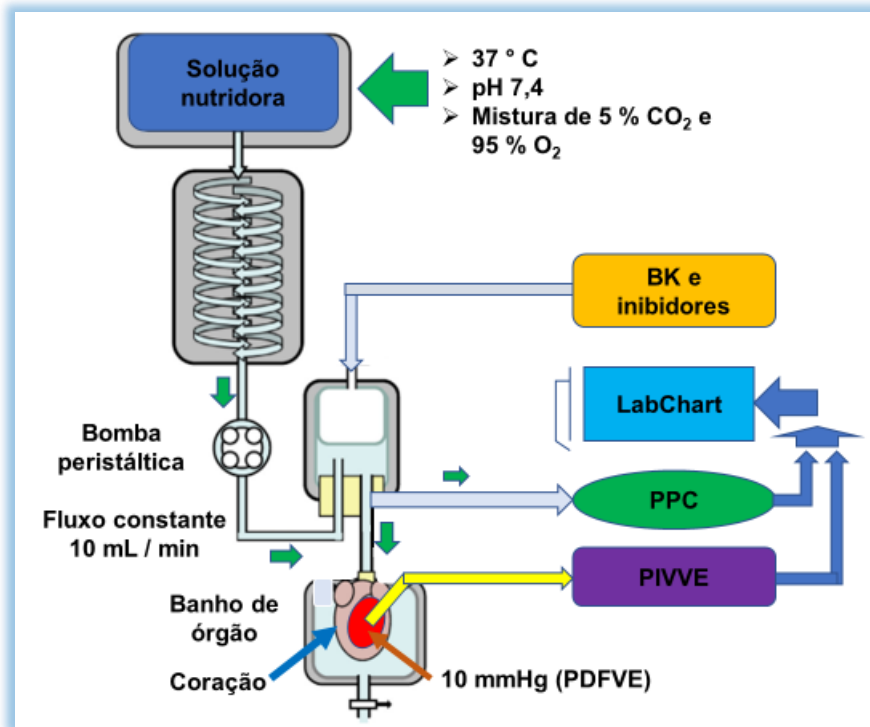 Solução
nutridora
➢ 37 ° C
➢ pH 7,4
➢ Mistura de 5 % CO₂ e
95 % O₂
BK e
inibidores
LabChart
Bomba
peristáltica
PPC
Fluxo constante
10 mL / min
PIVVE
Banho de
órgão
Coração
10 mmHg (PDFVE)